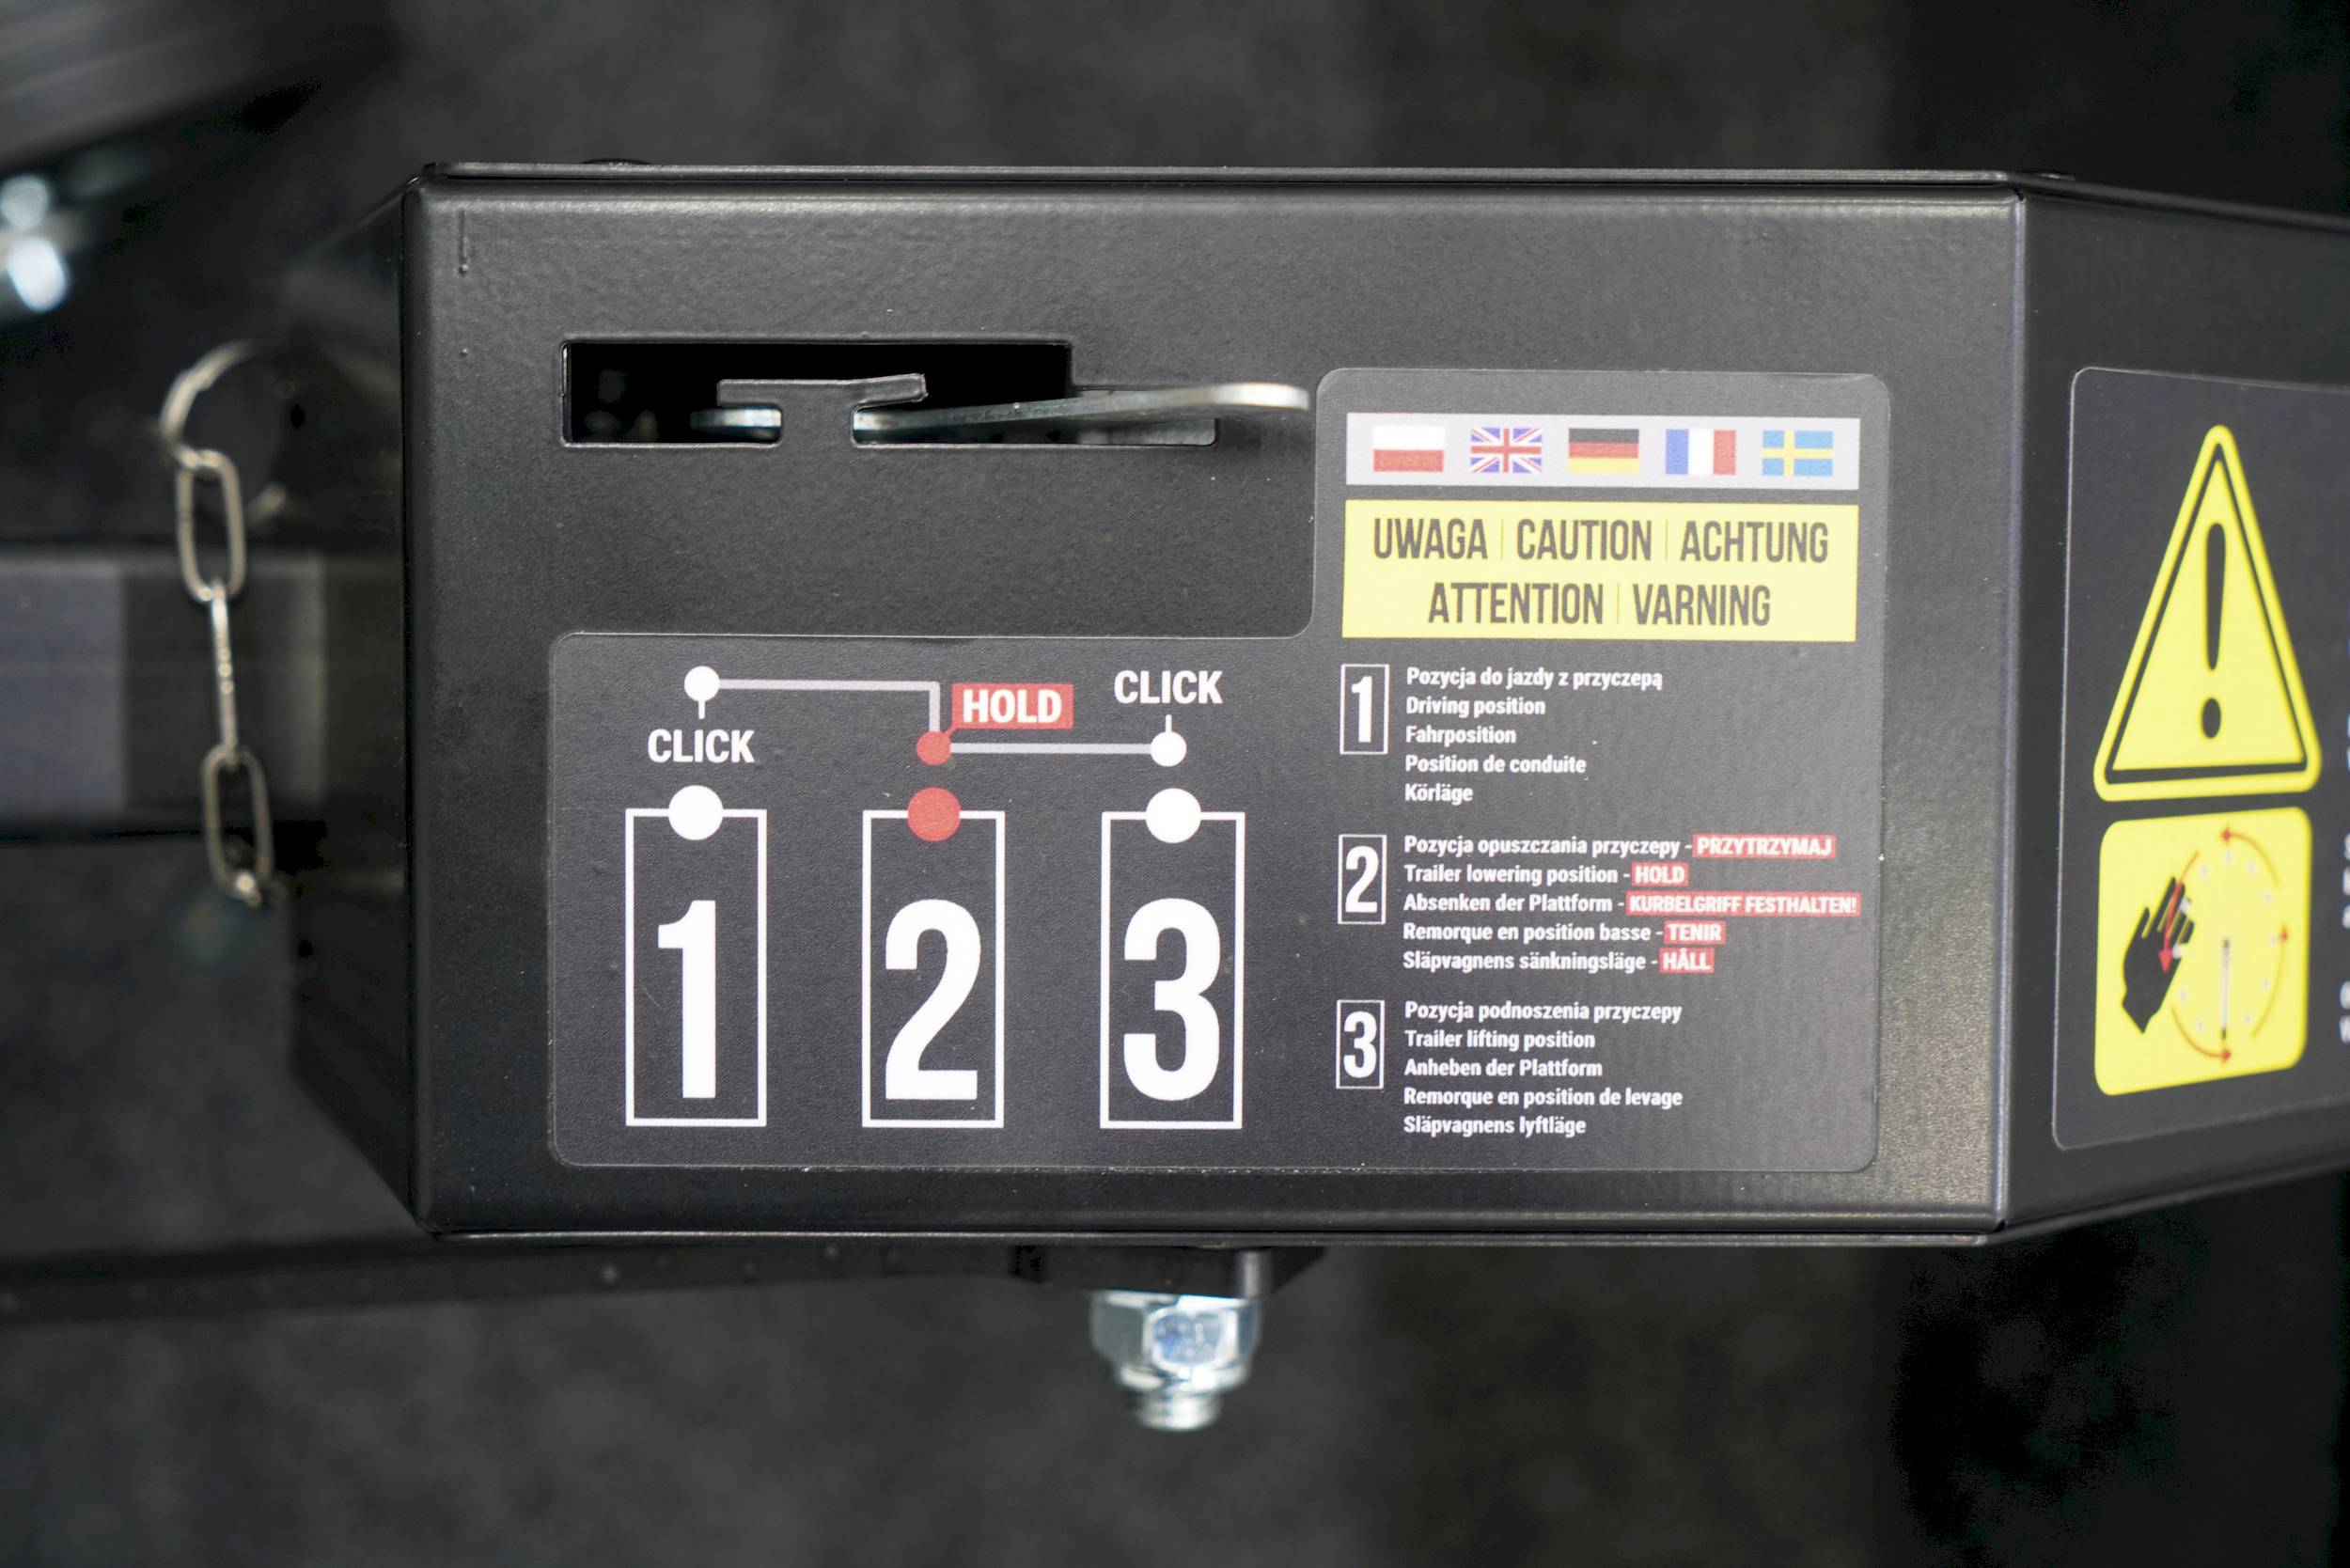 UWAGA | CAUTION | ACHTUNG
ATTENTION | VARNING
CLICK
HOLD
CLICK
1
2
3
1
Pozycja do jazdy z przyczepą
Driving position
Fahrposition
Position de conduite
Körläge
2
Pozycja opuszczania przyczepy - PRZYTRZYMAJ
Trailer lowering position - HOLD
Absenken der Plattform - KURBELGRIFF FESTHALTEN!
Remorque en position basse - TENIR
Släpvagnens sänkningsläge - HÅLL
3
Pozycja podnoszenia przyczepy
Trailer lifting position
Anheben der Plattform
Remorque en position de levage
Släpvagnens lyftläge